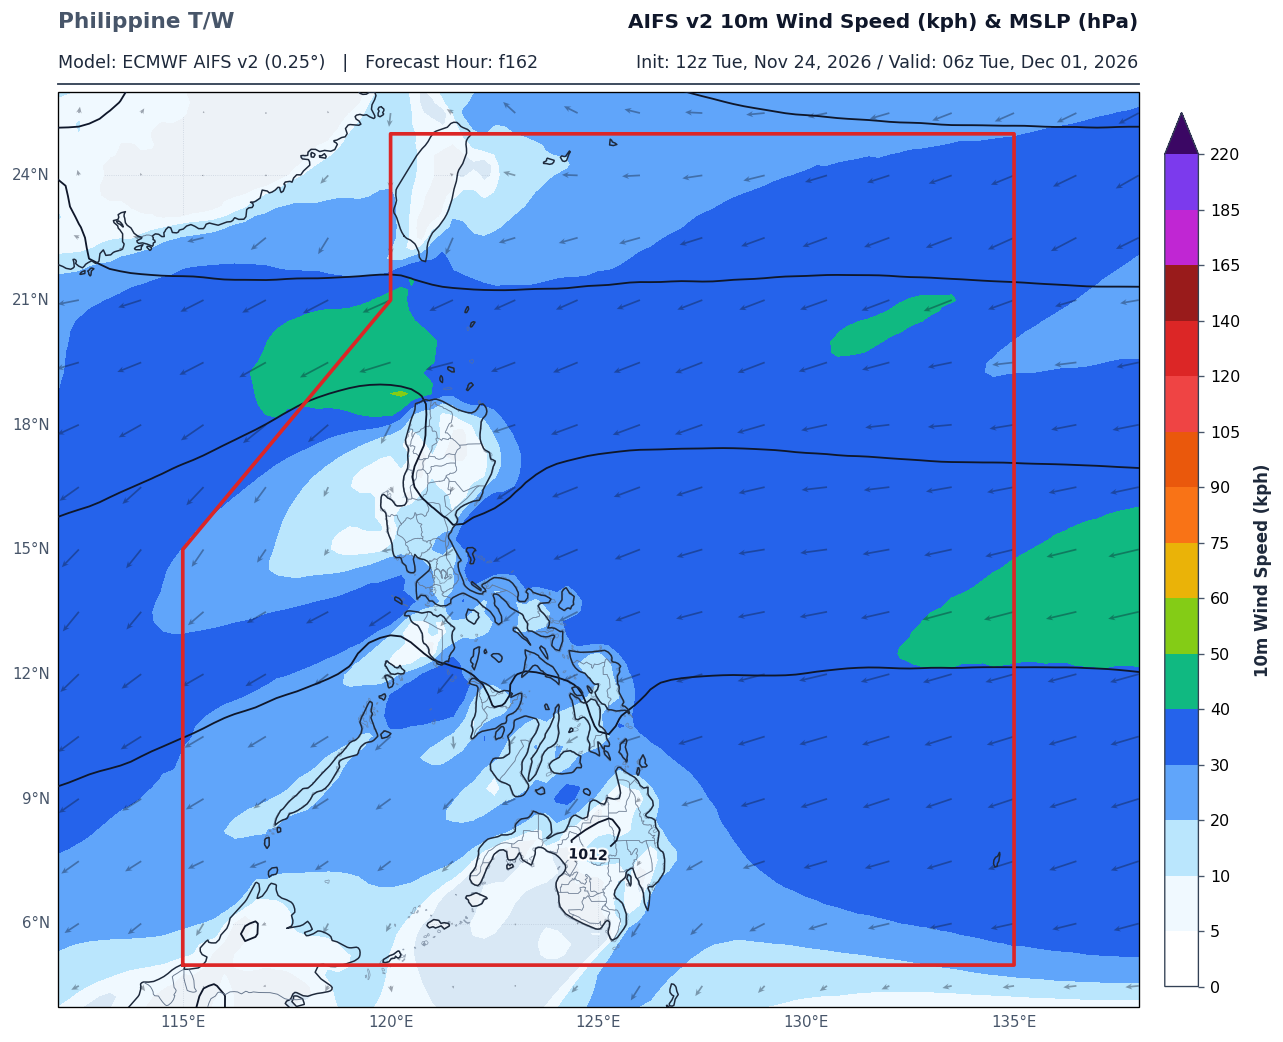 Philippine T/W
AIFS v2 10m Wind Speed (kph) & MSLP (hPa)
Model: ECMWF AIFS v2 (0.25°) | Forecast Hour: f162
Init: 12z Tue, Nov 24, 2026 / Valid: 06z Tue, Dec 01, 2026
24°N
21°N
18°N
15°N
12°N
9°N
6°N
1012
115°E
120°E
125°E
130°E
135°E
220
185
165
140
120
105
90
75
60
50
40
30
20
10
5
0
10m Wind Speed (kph)